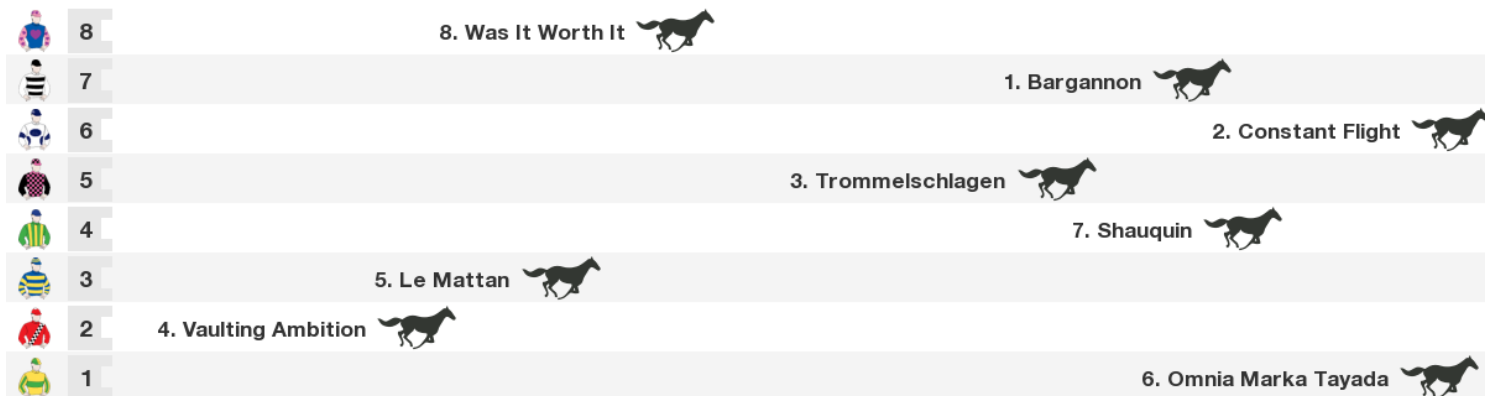 8 8. Was It Worth It
7 1. Bargannon
6 2. Constant Flight
5 3. Trommelschlagen
4 7. Shauquin
3 5. Le Mattan
2 4. Vaulting Ambition
1 6. Omnia Marka Tayada